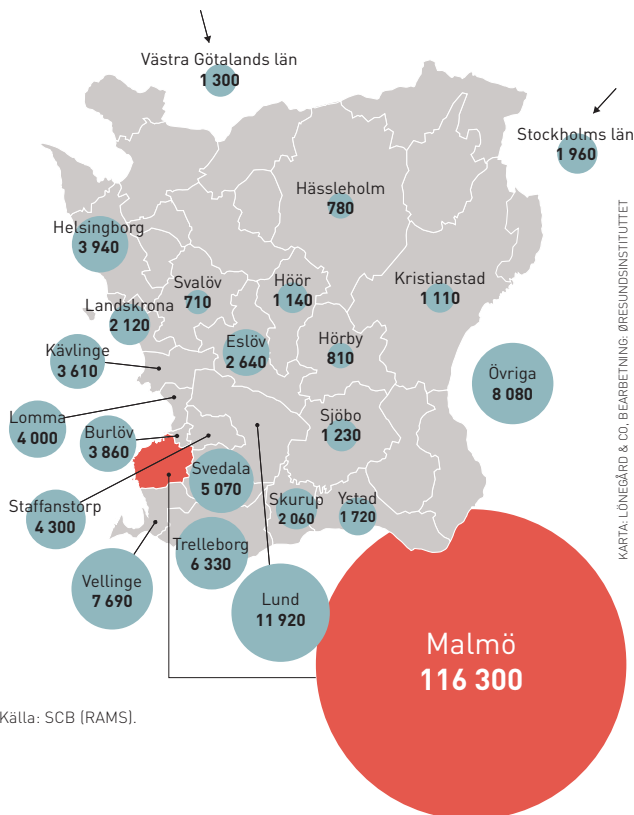 Västra Götalands län
1 300
Stockholms län
1 960
Hässleholm
780
Helsingborg
3 940
Svalöv
710
Höör
1 140
Kristianstad
1 110
Landskrona
2 120
Kävlinge
3 610
Eslöv
2 640
Hörby
810
Övriga
8 080
Lomma
4 000
Burlöv
3 860
Sjöbo
1 230
Svedala
5 070
Staffanstorp
4 300
Skurup
2 060
Ystad
1 720
Trelleborg
6 330
Vellinge
7 690
Lund
11 920
Malmö
116 300
Källa: SCB (RAMS).
KARTA: LÖNEGÅRD & CO, BEARBETNING: ØRESUNDSINSTITUTTET